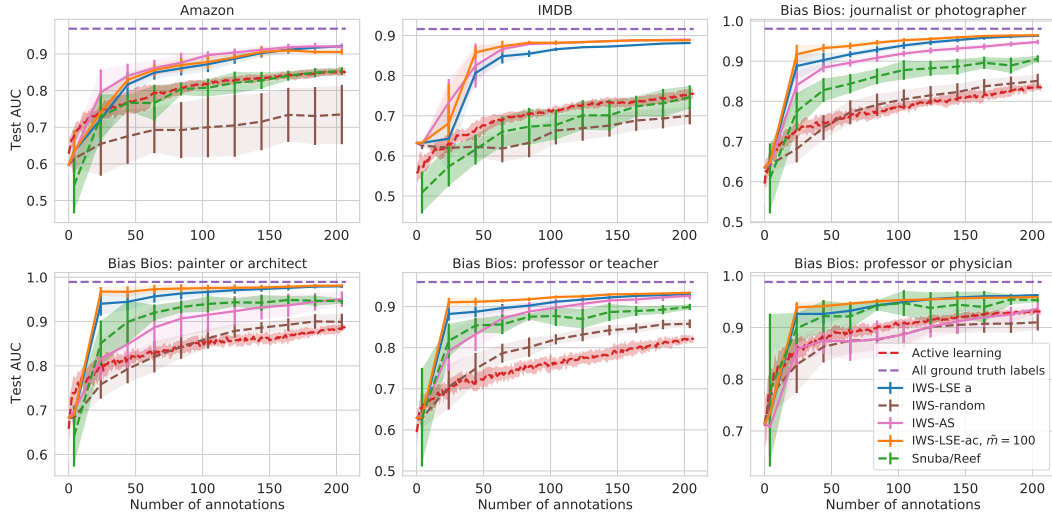 Amazon
IMDB
Bias Bios: journalist or photographer
Test AUC
0.9
0.8
0.7
0.6
0.5
0 50 100 150 200
0.9
0.8
0.7
0.6
0.5
0 50 100 150 200
1.0
0.9
0.8
0.7
0.6
0.5
0 50 100 150 200
Bias Bios: painter or architect
Bias Bios: professor or teacher
Bias Bios: professor or physician
Test AUC
1.0
0.9
0.8
0.7
0.6
0 50 100 150 200
Number of annotations
1.0
0.9
0.8
0.7
0.6
0.5
0 50 100 150 200
Number of annotations
1.0
0.9
0.8
0.7
0 50 100 150 200
Number of annotations
Active learning
All ground truth labels
IWS-LSE a
IWS-random
IWS-AS
IWS-LSE-ac, m̃ = 100
Snuba/Reef